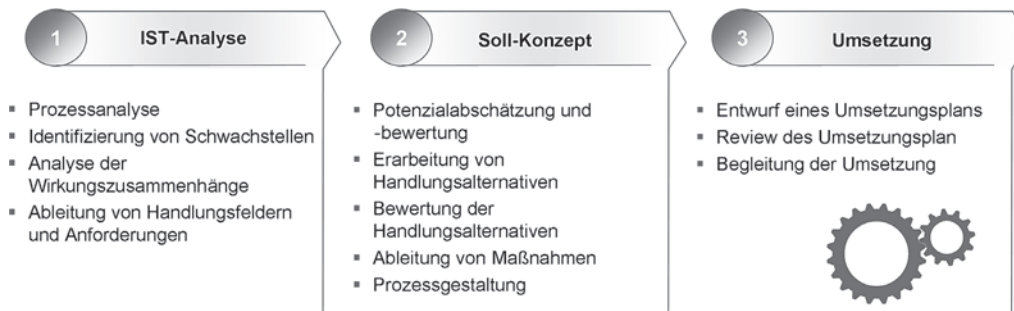 1
IST-Analyse
Prozessanalyse
Identifizierung von Schwachstellen
Analyse der
Wirkungszusammenhänge
Ableitung von Handlungsfeldern
und Anforderungen
2
Soll-Konzept
Potenzialabschätzung und
-bewertung
Erarbeitung von
Handlungsalternativen
Bewertung der
Handlungsalternativen
Ableitung von Maßnahmen
Prozessgestaltung
3
Umsetzung
Entwurf eines Umsetzungsplans
Review des Umsetzungsplan
Begleitung der Umsetzung